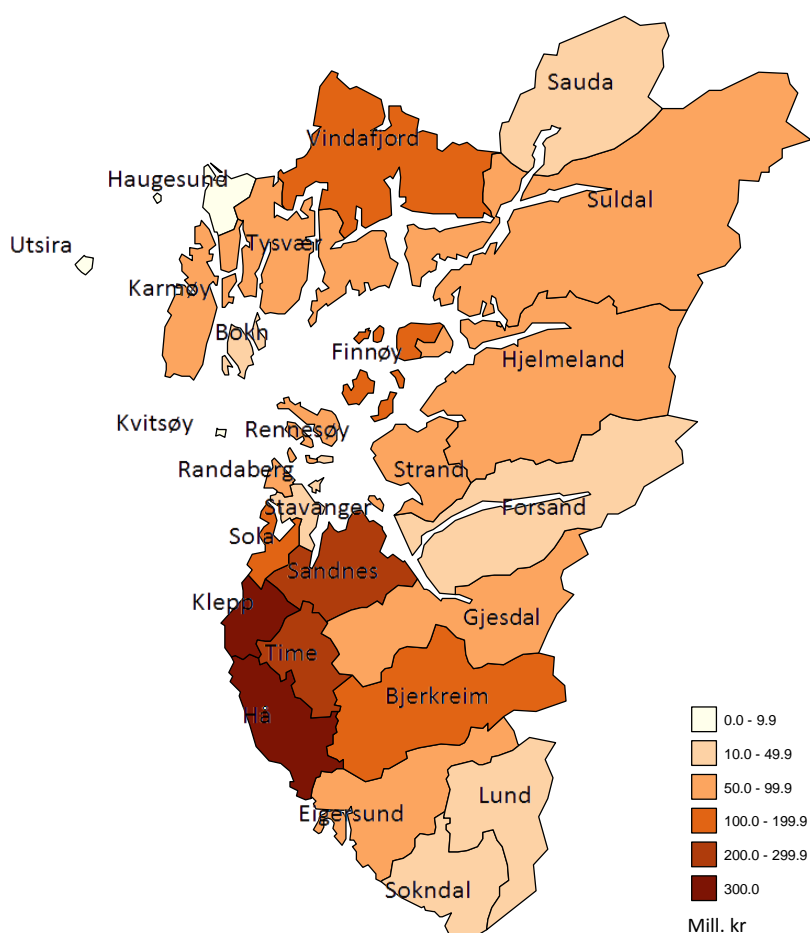 Sauda
Vindafjord
Haugesund
Suldal
Utsira
Tysvær
Karmøy
Bokn
Finnøy
Hjelmeland
Kvitsøy
Rennesøy
Randaberg
Strand
Stavanger
Forsand
Sola
Sandnes
Klepp
Gjesdal
Time
Bjerkreim
Hå
0.0 - 9.9
10.0 - 49.9
50.0 - 99.9
Lund
Eigersund
100.0 - 199.9
200.0 - 299.9
Sokndal
300.0
Mill. kr